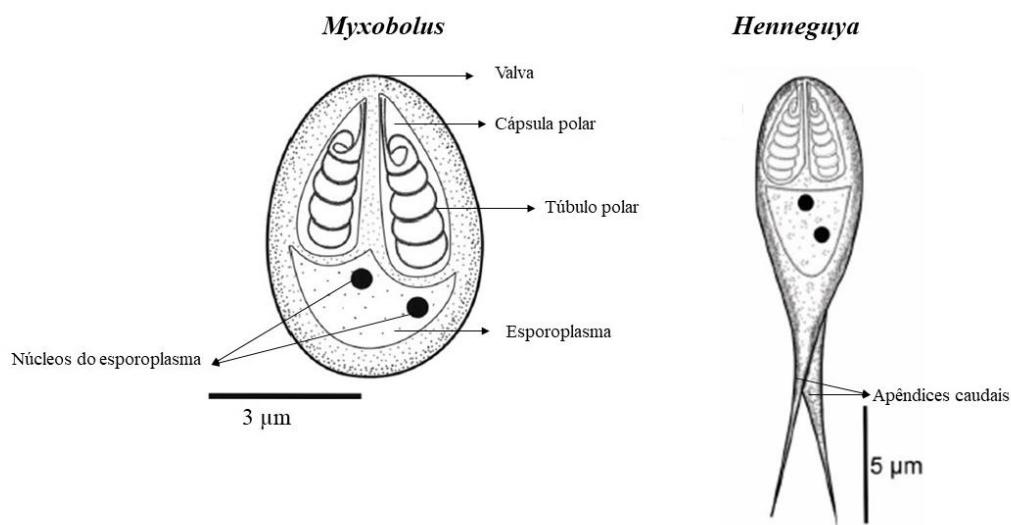 Myxobolus
Henneguya
Valva
Cápsula polar
Túbulo polar
Esporoplasma
Núcleos do esporoplasma
3 µm
Apêndices caudais
5 µm